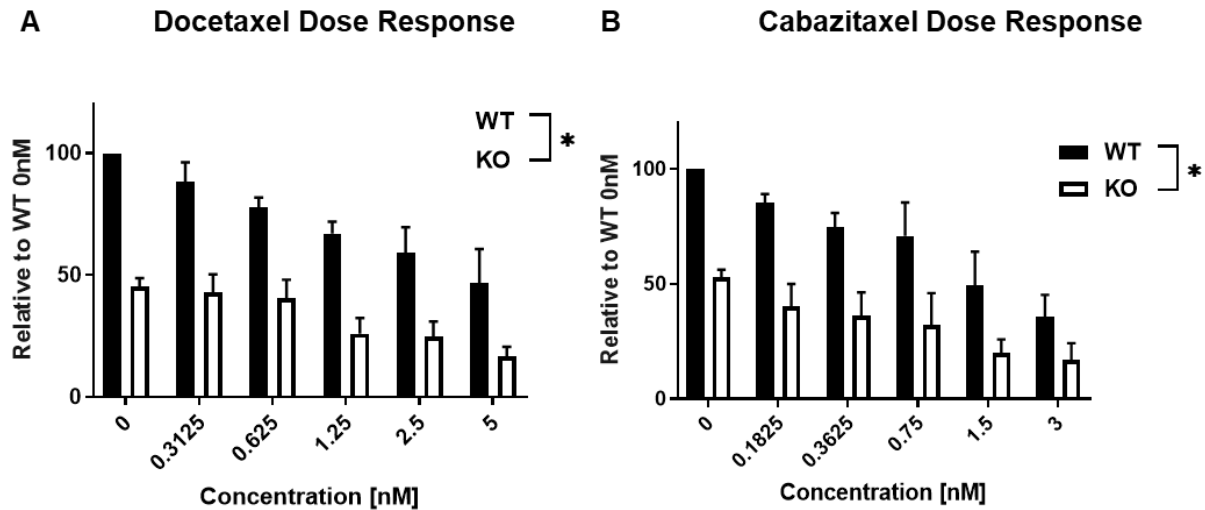 A Docetaxel Dose Response
Relative to WT 0nM
100
50
0
WT
KO
*
0 0.3125 0.625 1.25 2.5 5
Concentration [nM]
B Cabazitaxel Dose Response
Relative to WT 0nM
100
50
0
WT
KO
*
0 0.1825 0.3625 0.75 1.5 3
Concentration [nM]